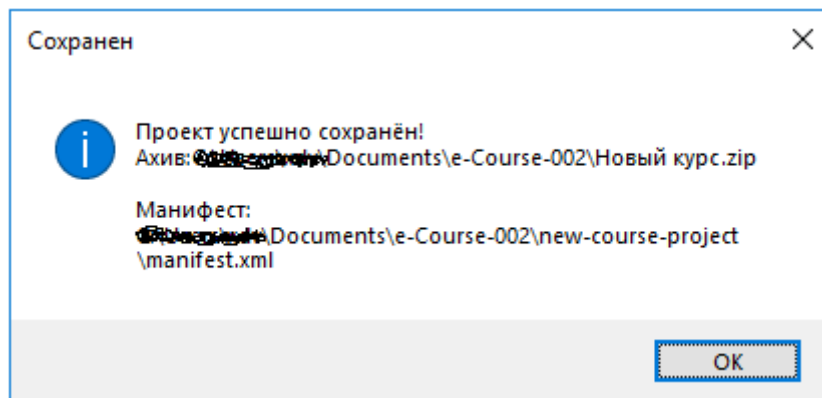 Сохранен
Проект успешно сохранён!
Ахив: \Documents\e-Course-002\Новый курс.zip
Манифест:
\Documents\e-Course-002\new-course-project
\manifest.xml
OK